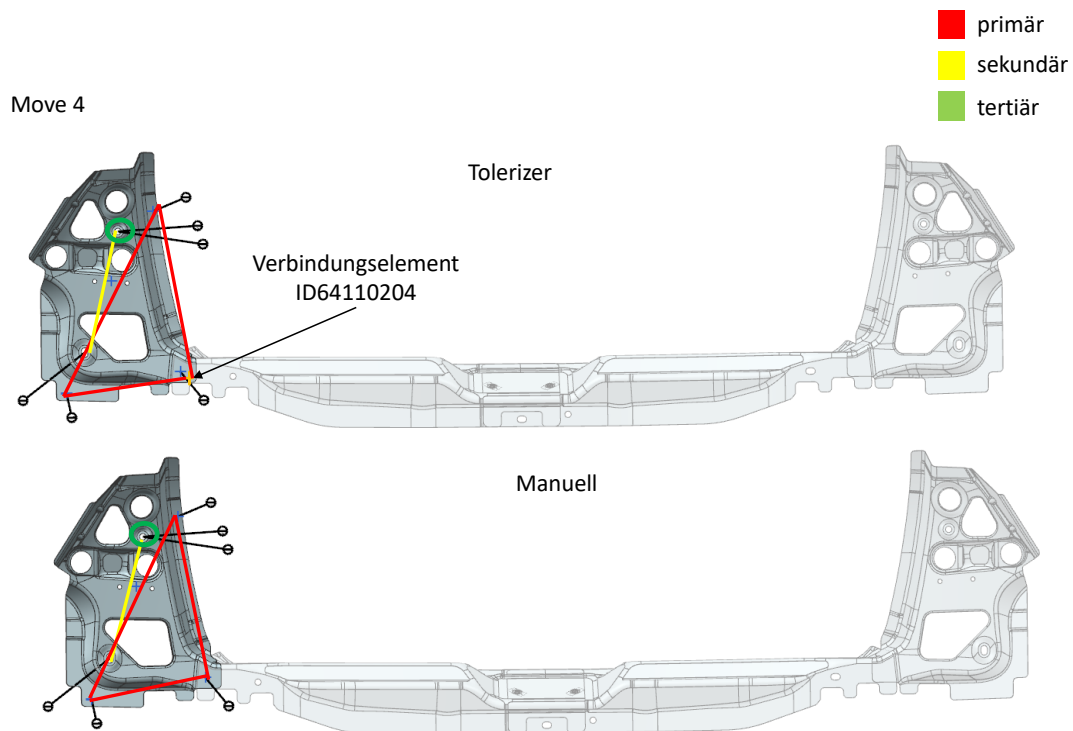 primär
sekundär
tertiär
Move 4
Tolerizer
Verbindungselement
ID64110204
Manuell